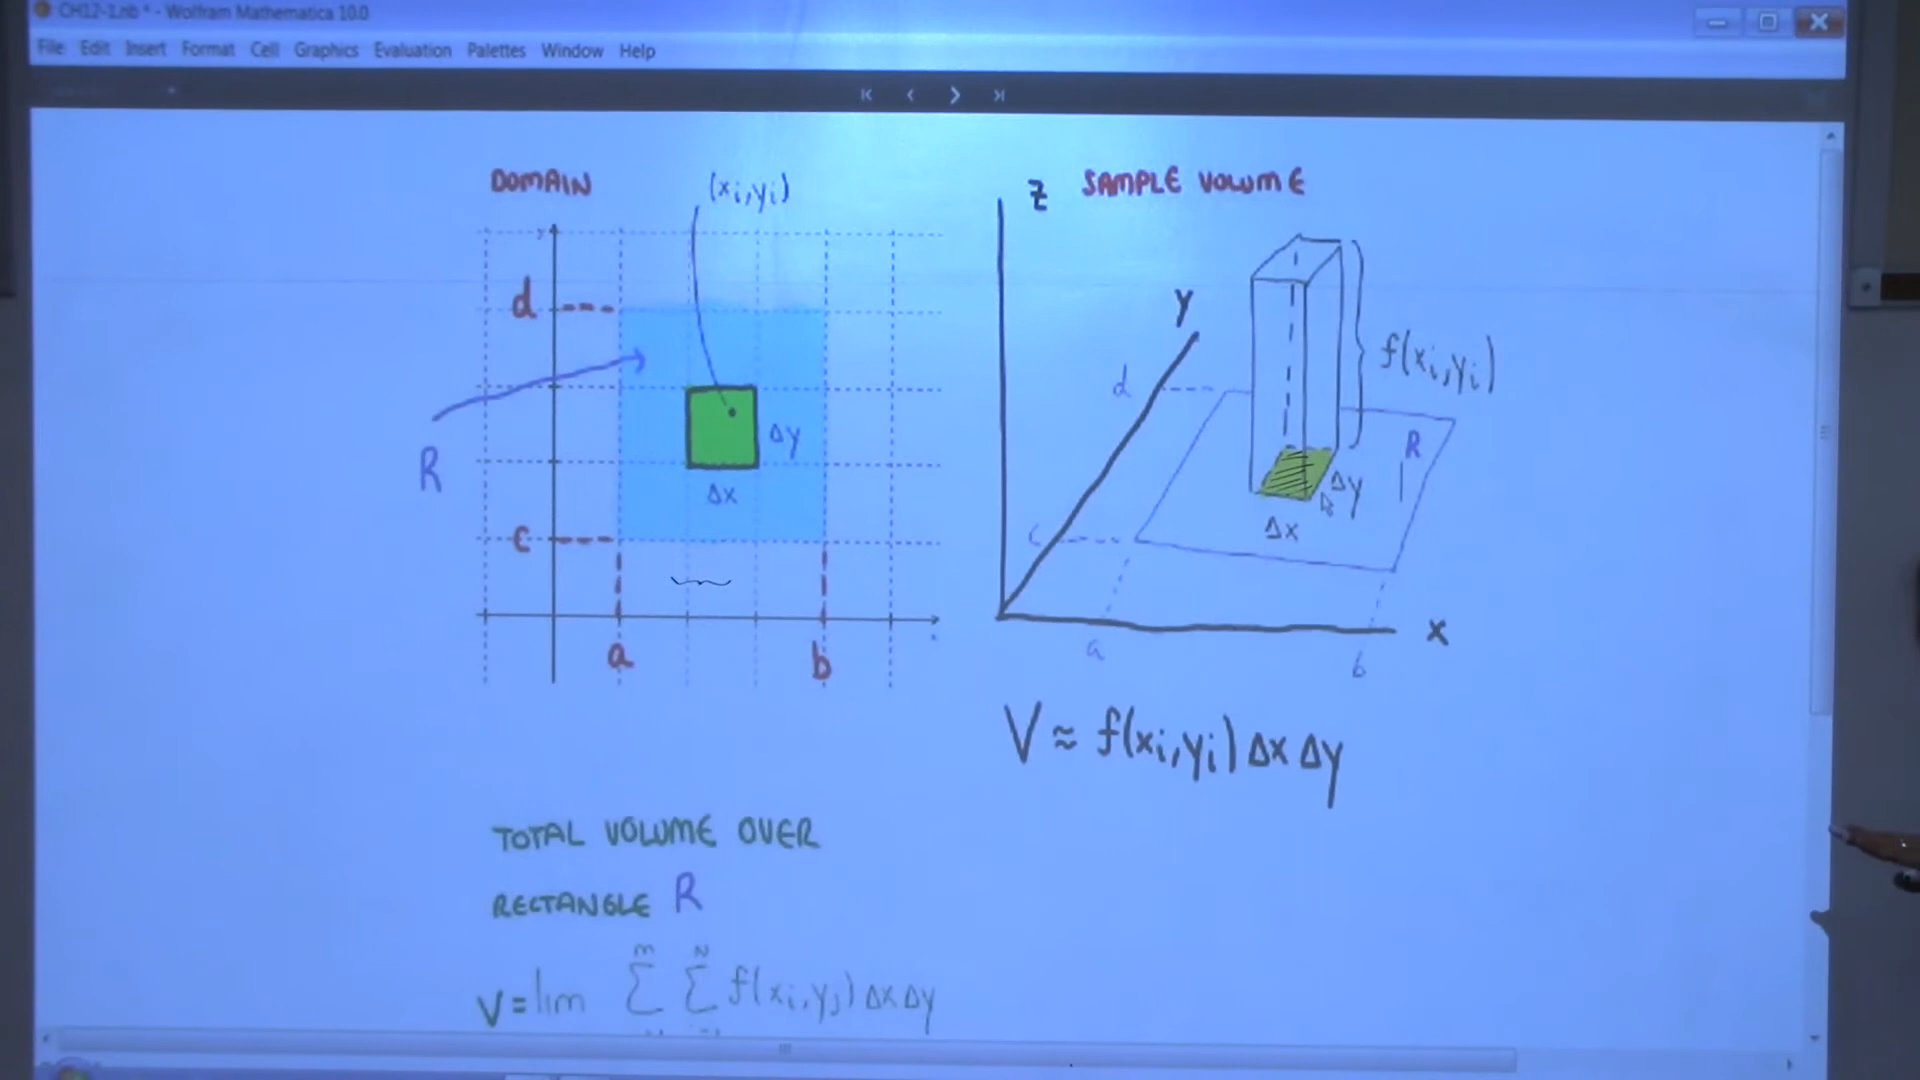 CH12-1.nb * - Wolfram Mathematica 10.0
File Edit Insert Format Cell Graphics Evaluation Palettes Window Help
DOMAIN
(xi,yi)
y
d
R
Δy
Δx
c
a
b
SAMPLE VOLUME
z
y
d
f(xi,yi)
R
Δy
Δx
c
a
b
x
V ≈ f(xi,yi) Δx Δy
TOTAL VOLUME OVER
RECTANGLE R
m N
V = lim Σ Σ f(xi,yj) Δx Δy